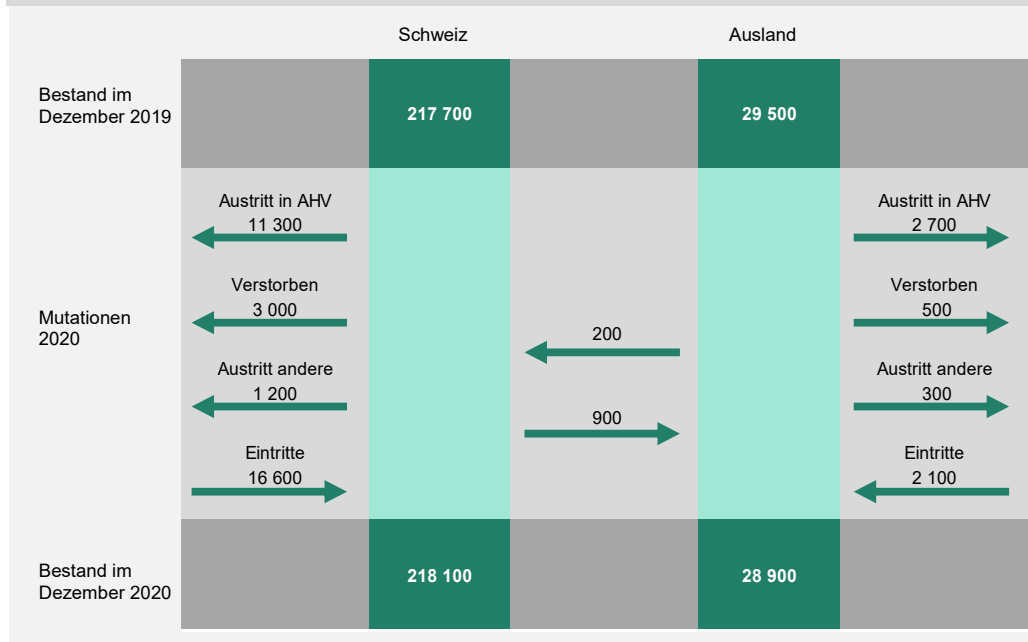 Schweiz
Ausland
Bestand im
Dezember 2019
217 700
29 500
Austritt in AHV
11 300
Austritt in AHV
2 700
Verstorben
3 000
Verstorben
500
Mutationen
2020
200
Austritt andere
1 200
Austritt andere
300
900
Eintritte
16 600
Eintritte
2 100
Bestand im
Dezember 2020
218 100
28 900